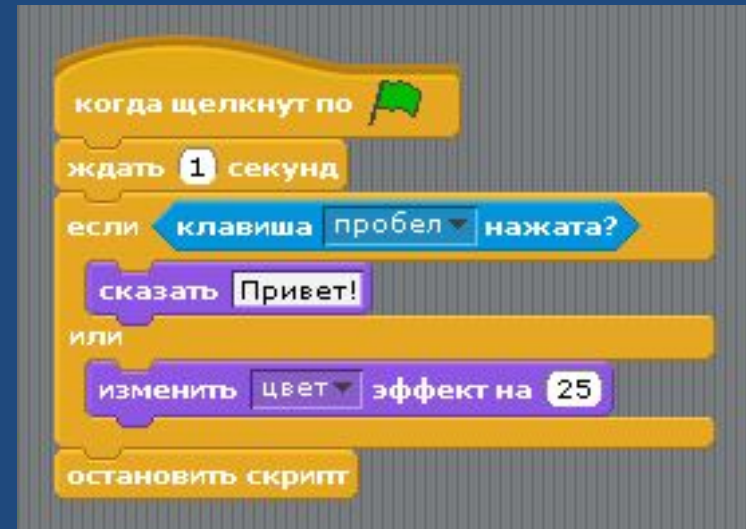 когда щелкнут по
ждать 1 секунд
если клавиша пробел нажата?
сказать Привет!
или
изменить цвет эффект на 25
остановить скрипт